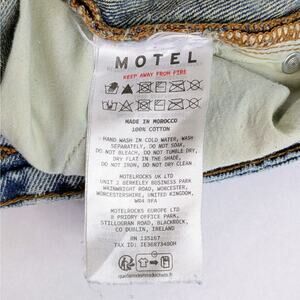 MOTEL
KEEP AWAY FROM FIRE
MADE IN MOROCCO
100% COTTON
HAND WASH IN COLD WATER, WASH
SEPARATELY, DO NOT SOAK,
DO NOT BLEACH, DO NOT TUMBLE DRY,
DRY FLAT IN THE SHADE,
DO NOT IRON, DO NOT DRY CLEAN
MOTELROCKS UK LTD
UNIT 2 BERKELEY BUSINESS PARK
WAINWRIGHT ROAD, WORCESTER,
WORCESTERSHIRE, UNITED KINGDOM,
WR4 9FA
MOTELROCKS EUROPE LTD
8 PRIORY OFFICE PARK,
STILLORGAN ROAD, BLACKROCK,
CO DUBLIN, IRELAND
RN 135167
TAX ID: IE3687348OH